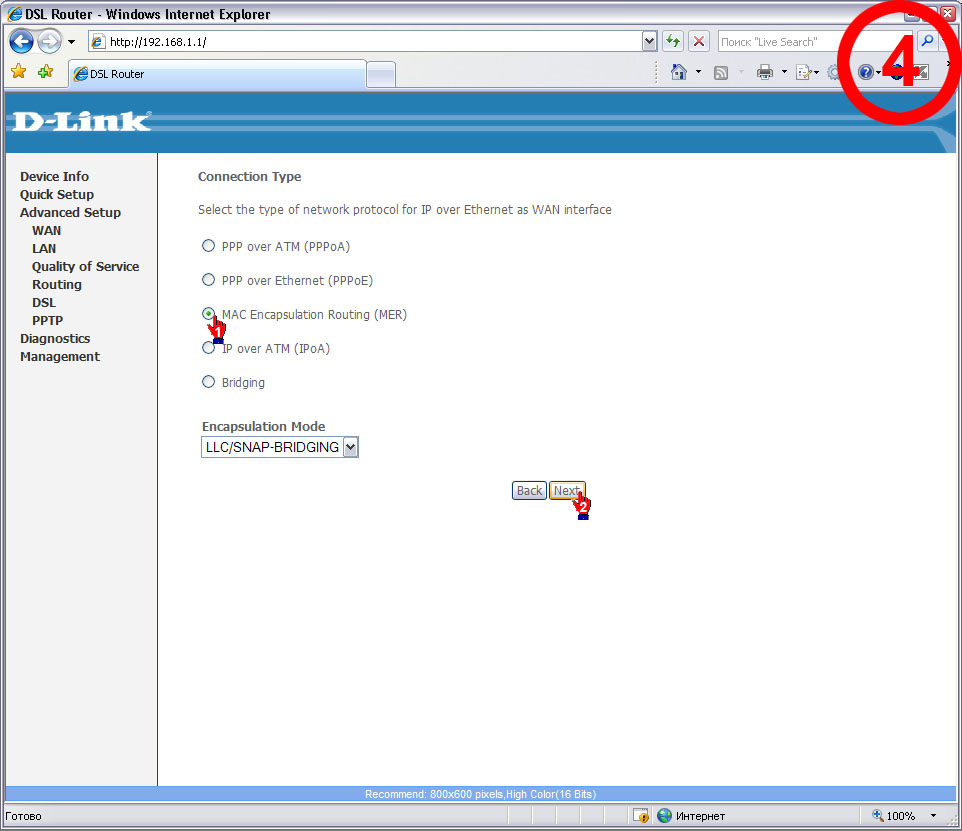 DSL Router - Windows Internet Explorer
http://192.168.1.1/
Поиск "Live Search"
4
DSL Router
D-Link
Device Info
Quick Setup
Advanced Setup
WAN
LAN
Quality of Service
Routing
DSL
PPTP
Diagnostics
Management
Connection Type
Select the type of network protocol for IP over Ethernet as WAN interface
PPP over ATM (PPPoA)
PPP over Ethernet (PPPoE)
MAC Encapsulation Routing (MER)
1
IP over ATM (IPoA)
Bridging
Encapsulation Mode
LLC/SNAP-BRIDGING
Back Next
2
Recommend: 800x600 pixels,High Color(16 Bits)
Готово Интернет 100%